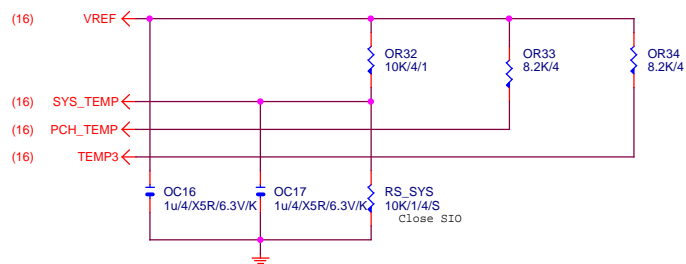 (16) VREF
OR32
10K/4/1
OR33
8.2K/4
OR34
8.2K/4
(16) SYS_TEMP
(16) PCH_TEMP
(16) TEMP3
OC16
1u/4/X5R/6.3V/K
OC17
1u/4/X5R/6.3V/K
RS_SYS
10K/1/4/S
Close SIO